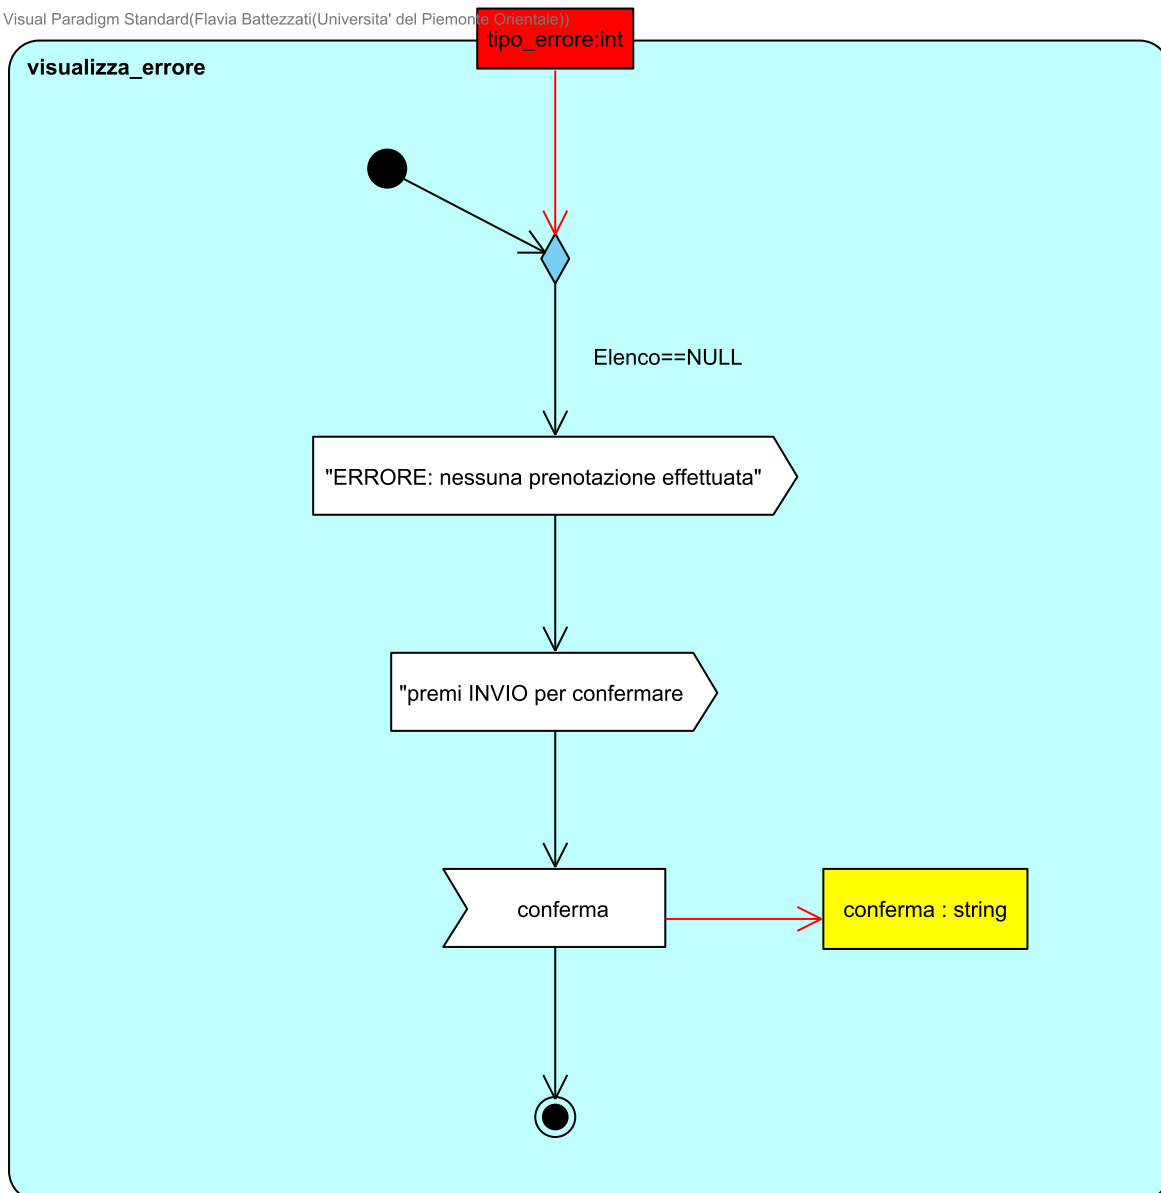 Visual Paradigm Standard(Flavia Battezzati(Universita' del Piemonte Orientale))
tipo_errore:int
visualizza_errore
Elenco==NULL
"ERRORE: nessuna prenotazione effettuata"
"premi INVIO per confermare
conferma
conferma : string